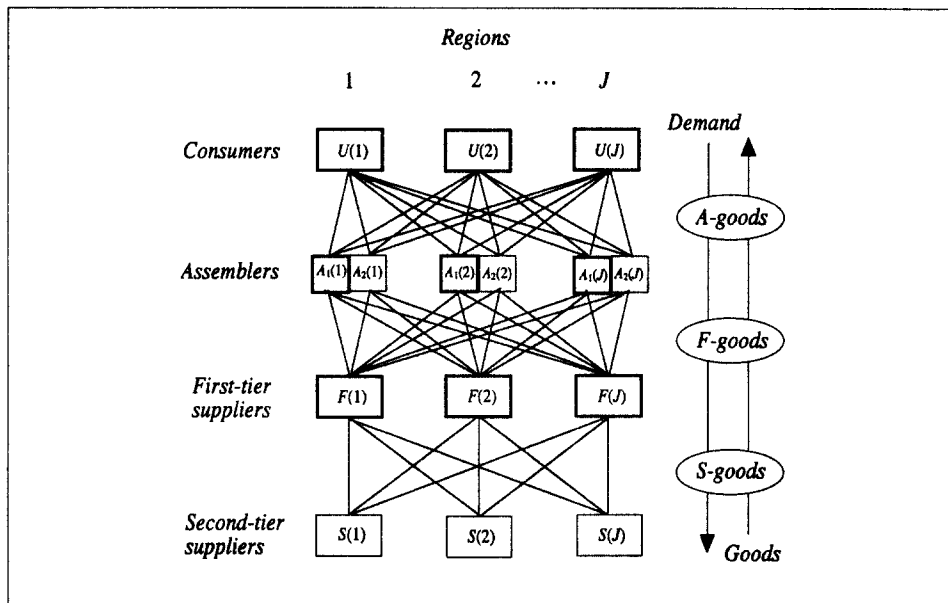 Regions
1 2 ... J
Demand
Consumers U(1) U(2) U(J)
A-goods
Assemblers A₁(1) A₂(1) A₁(2) A₂(2) A₁(J) A₂(J)
F-goods
First-tier
suppliers F(1) F(2) F(J)
S-goods
Second-tier
suppliers S(1) S(2) S(J)
Goods